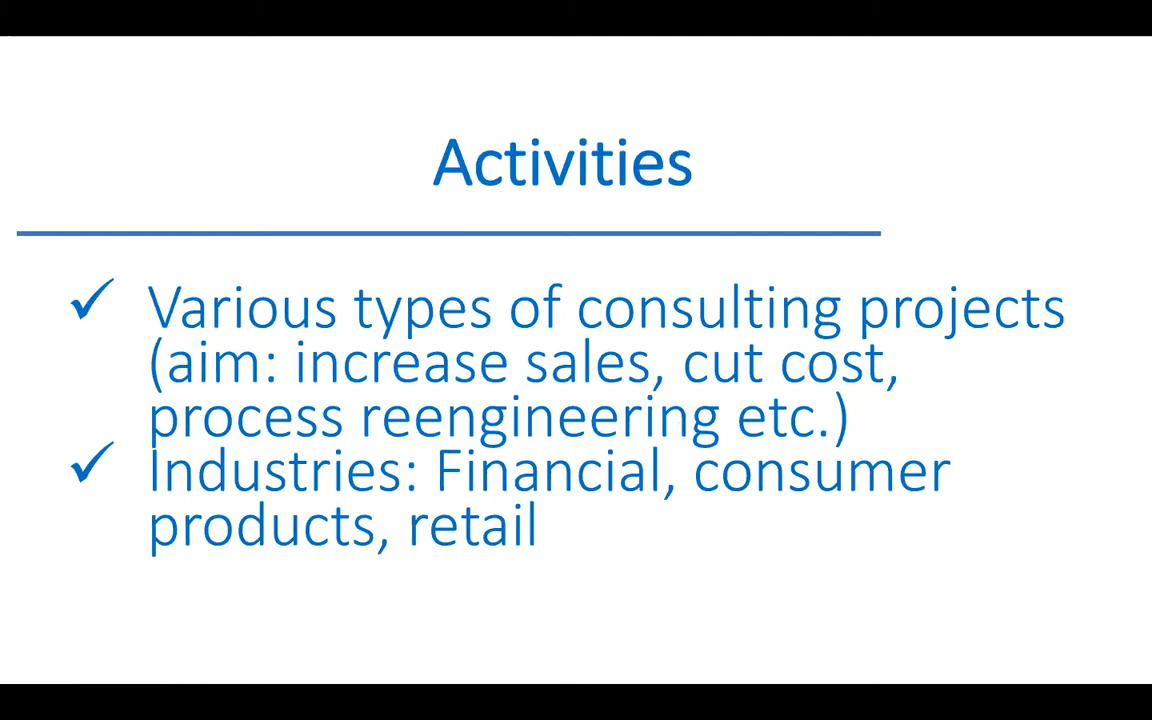 Activities
✓ Various types of consulting projects
(aim: increase sales, cut cost,
process reengineering etc.)
✓ Industries: Financial, consumer
products, retail